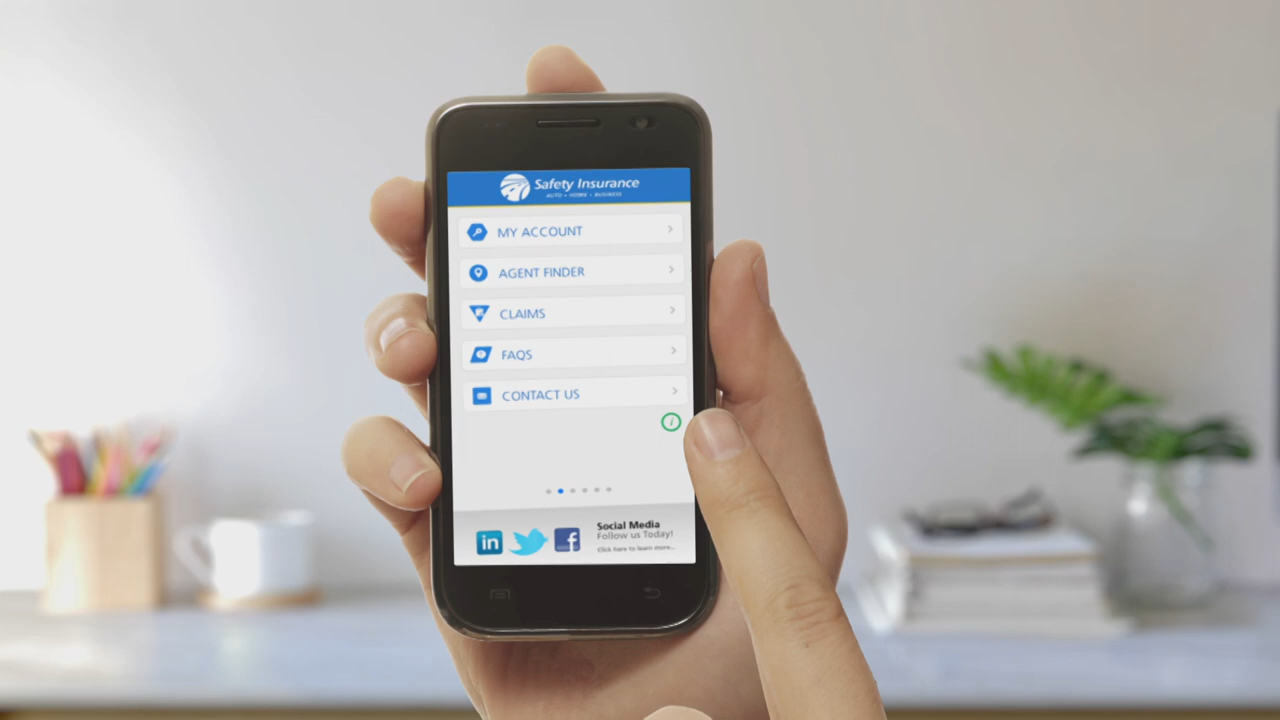 Safety Insurance
AUTO • HOME • BUSINESS
MY ACCOUNT
AGENT FINDER
CLAIMS
FAQS
CONTACT US
i
in
f
Social Media
Follow us Today!
Click here to learn more...